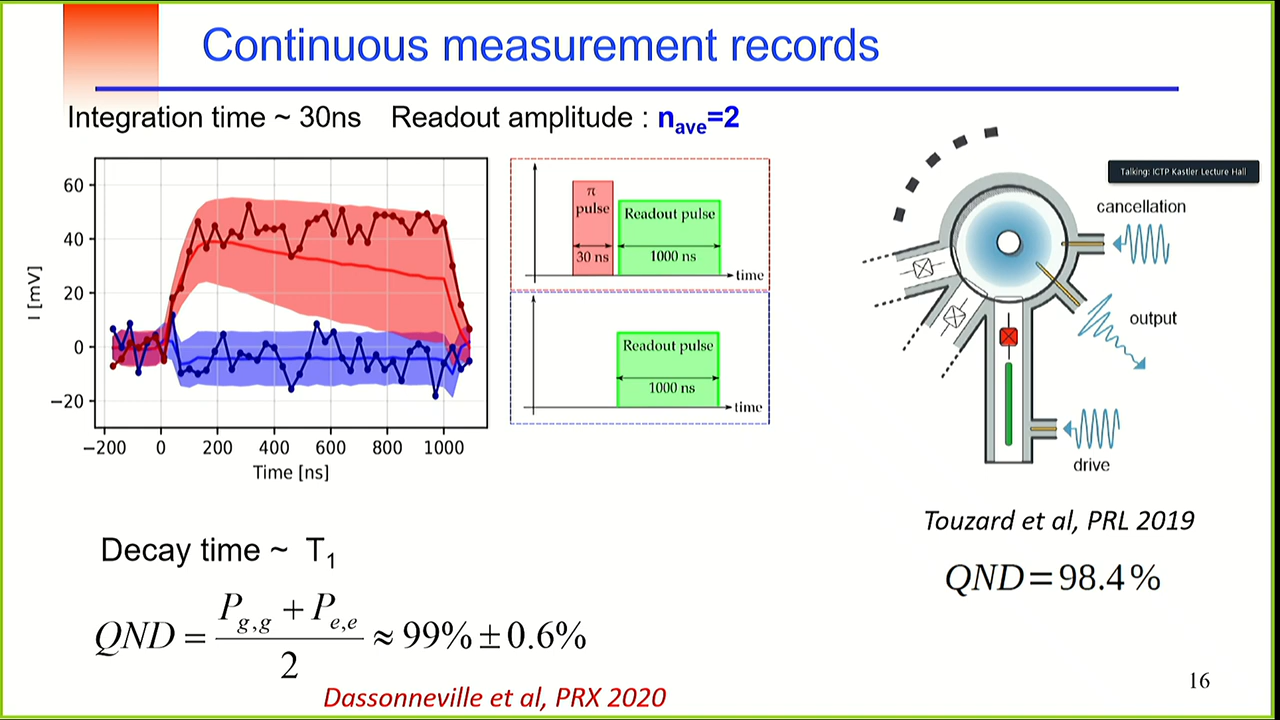 Continuous measurement records
Integration time ~ 30ns Readout amplitude : n_ave=2
I [mV]
60
40
20
0
−20
−200 0 200 400 600 800 1000
Time [ns]
π
pulse
Readout pulse
30 ns
1000 ns
time
Readout pulse
1000 ns
time
Talking: ICTP Kastler Lecture Hall
cancellation
output
drive
Touzard et al, PRL 2019
QND=98.4%
Decay time ~ T_1
QND = (P_g,g + P_e,e)/2 ≈ 99% ± 0.6%
Dassonneville et al, PRX 2020
16